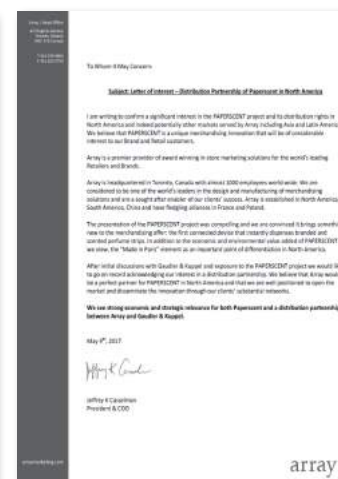 To Whom It May Concern
Subject: Letter of Interest – Distribution Partnership of Paperscent in North America
I am writing to confirm a significant interest in the PAPERSCENT project and its distribution rights in
North America and indeed potentially other markets served by Array including Asia and Latin America.
We believe that PAPERSCENT is a unique merchandising innovation that will be of considerable
interest to our Brand and Retail customers.
Array is a premier provider of award winning in store marketing solutions for the world's leading
Retailers and Brands.
Array is headquartered in Toronto, Canada with almost 1000 employees world wide. We are
considered to be one of the world's leaders in the design and manufacturing of merchandising
solutions and are a sought after enabler of our clients' success. Array is established in North America,
South America, China and have fledgling alliances in France and Poland.
The presentation of the PAPERSCENT project was compelling and we are convinced it brings somethi
new to the merchandising offer: the first connected device that instantly dispenses branded and
scented perfume strips. In addition to the economic and environmental value added of PAPERSCENT
we view, the "Made in Paris" element as an important point of differentiation in North America.
After initial discussions with Gaudler & Kuppel and exposure to the PAPERSCENT project we would li
to go on record acknowledging our interest in a distribution partnership. We believe that Array woul
be a perfect partner for PAPERSCENT in North America and that we are well positioned to open the
market and disseminate the innovation through our clients' substantial networks.
We see strong economic and strategic relevance for both Paperscent and a distribution partnership
between Array and Gaudler & Kuppel.
May 8th, 2017
Jeffrey K Casselman
President & COO
arraymarketing.com
array